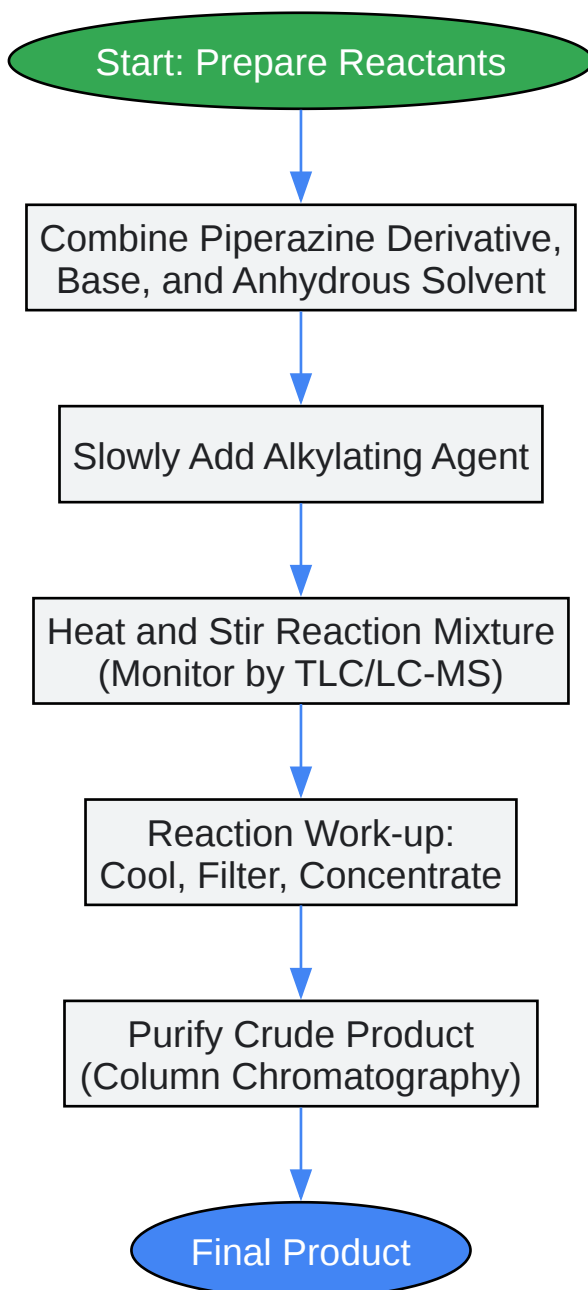 Start: Prepare Reactants
Combine Piperazine Derivative,
Base, and Anhydrous Solvent
Slowly Add Alkylating Agent
Heat and Stir Reaction Mixture
(Monitor by TLC/LC-MS)
Reaction Work-up:
Cool, Filter, Concentrate
Purify Crude Product
(Column Chromatography)
Final Product